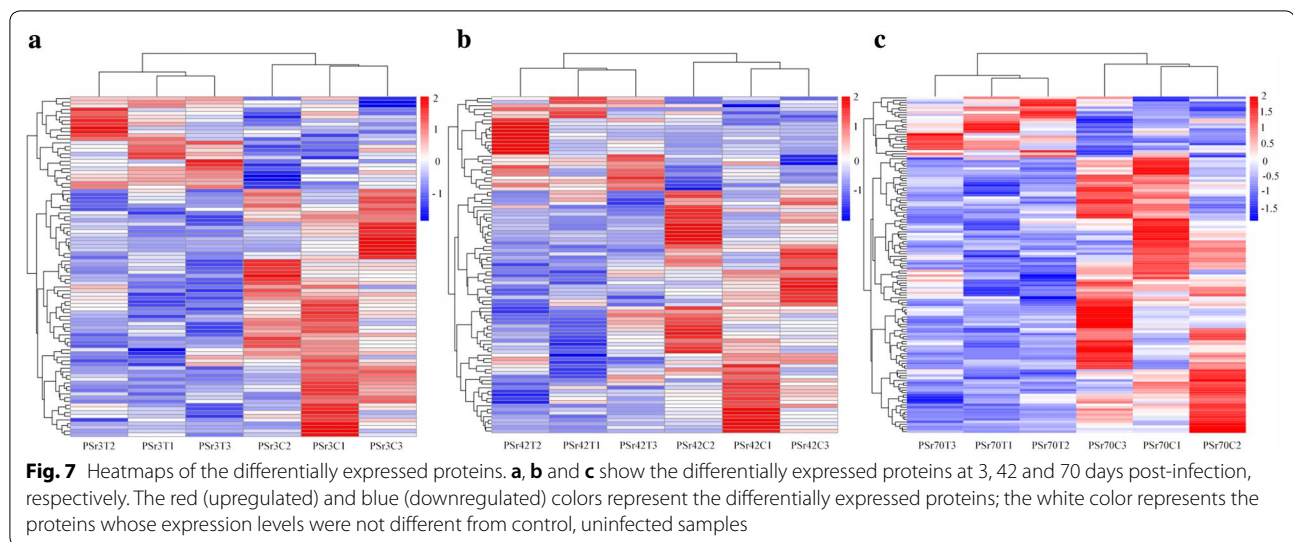 a
b
c
2
1
0
-1
2
1
0
-1
2
1.5
1
0.5
0
-0.5
-1
-1.5
PSr3T2 PSr3T1 PSr3T3 PSr3C2 PSr3C1 PSr3C3
PSr42T2 PSr42T1 PSr42T3 PSr42C2 PSr42C1 PSr42C3
PSr70T3 PSr70T1 PSr70T2 PSr70C3 PSr70C1 PSr70C2
Fig. 7 Heatmaps of the differentially expressed proteins. a, b and c show the differentially expressed proteins at 3, 42 and 70 days post-infection,
respectively. The red (upregulated) and blue (downregulated) colors represent the differentially expressed proteins; the white color represents the
proteins whose expression levels were not different from control, uninfected samples